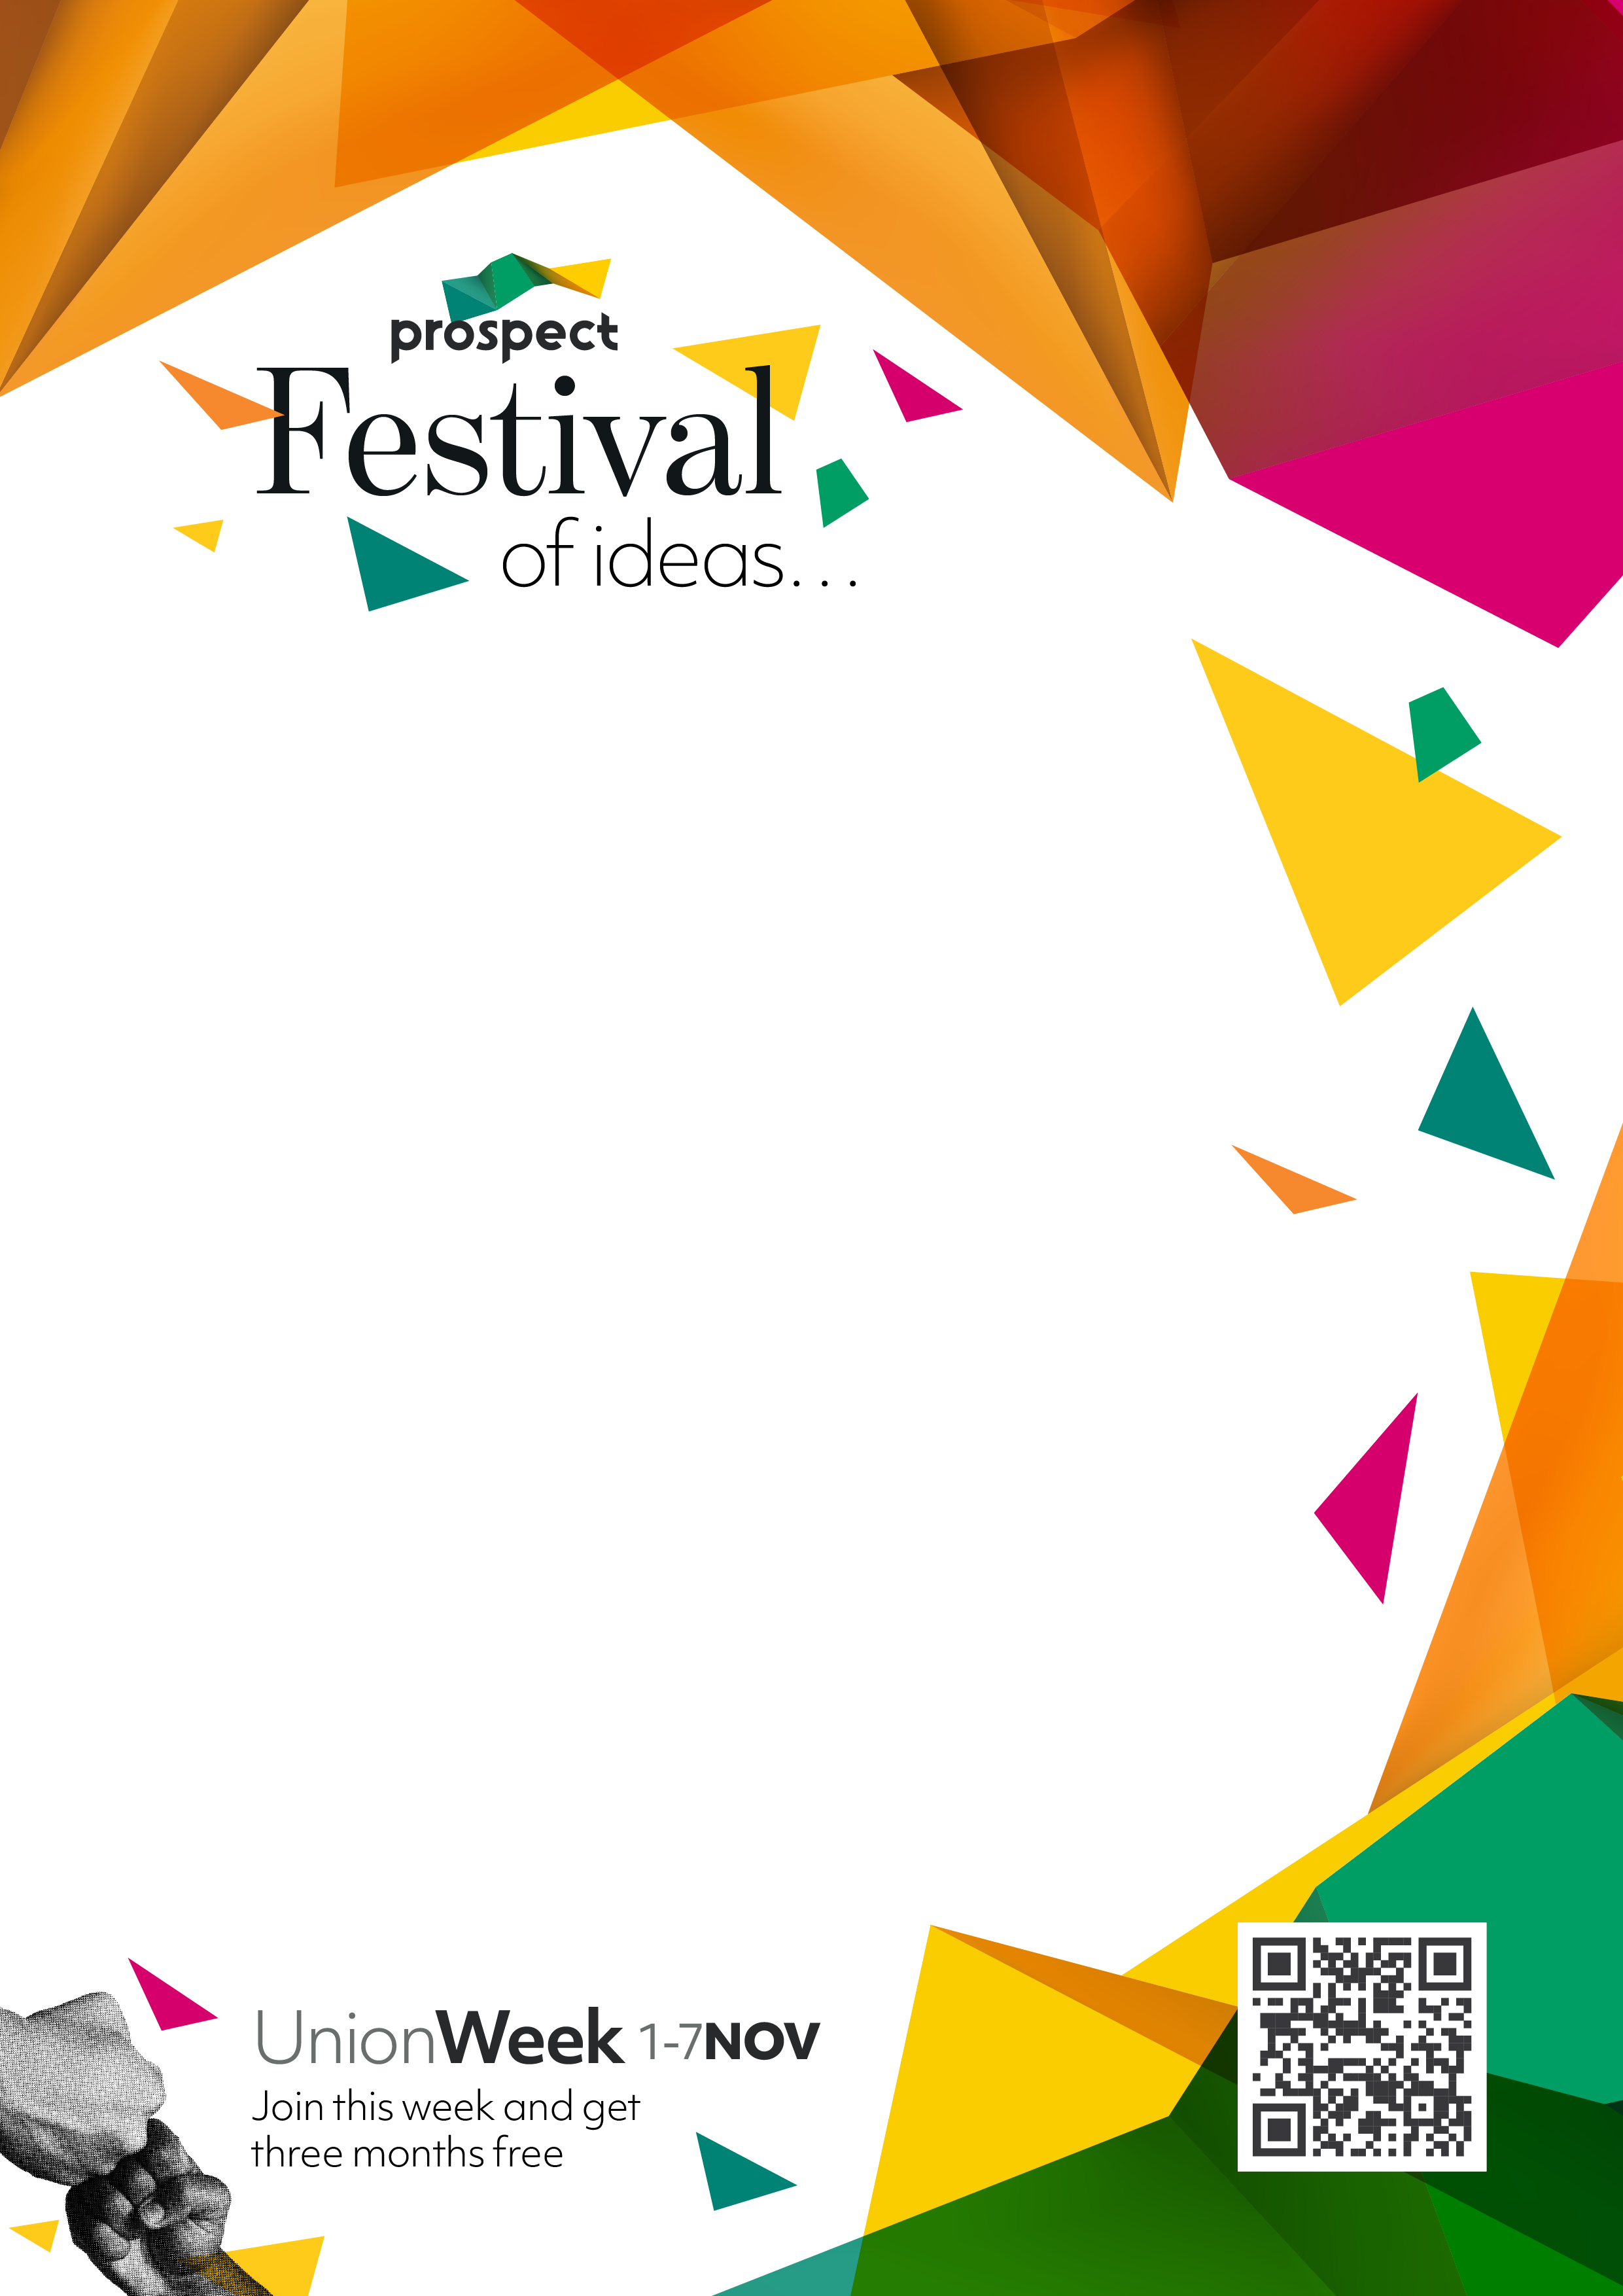 prospect
Festival
of ideas...
UnionWeek 1-7NOV
Join this week and get
three months free